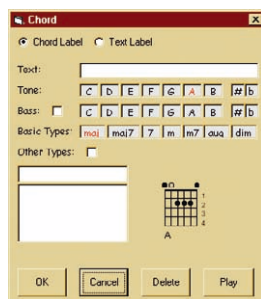 Chord
Chord Label Text Label
Text:
Tone: C D E F G A B # b
Bass: C D E F G A B # b
Basic Types: maj maj7 7 m m7 aug dim
Other Types:
1
2
3
4
A
OK Cancel Delete Play